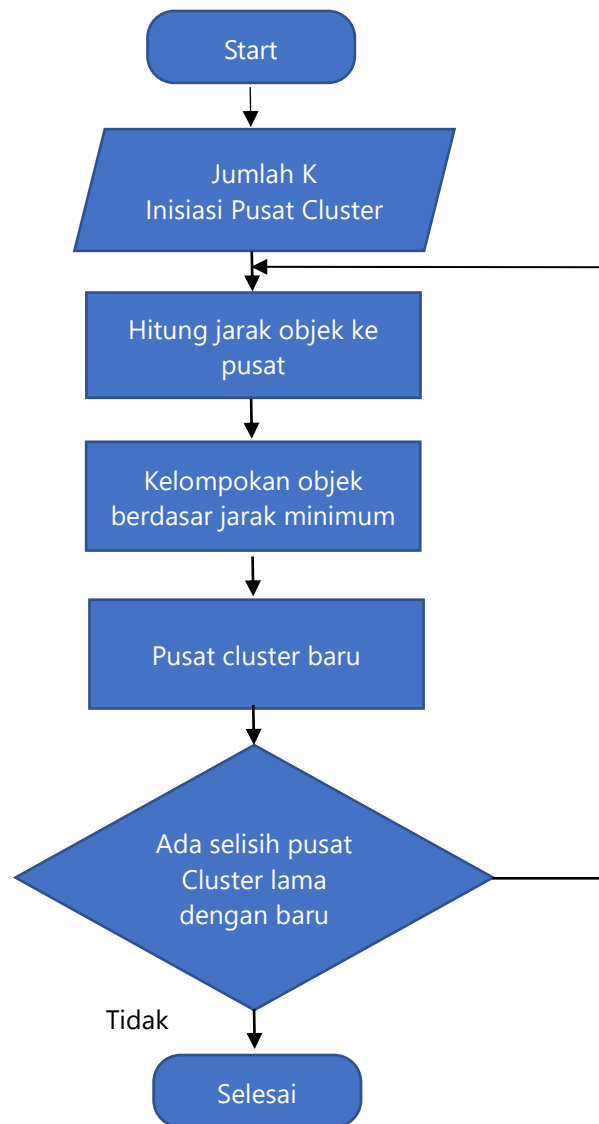 Start
Jumlah K
Inisiasi Pusat Cluster
Hitung jarak objek ke
pusat
Kelompokan objek
berdasar jarak minimum
Pusat cluster baru
Ada selisih pusat
Cluster lama
dengan baru
Tidak
Selesai